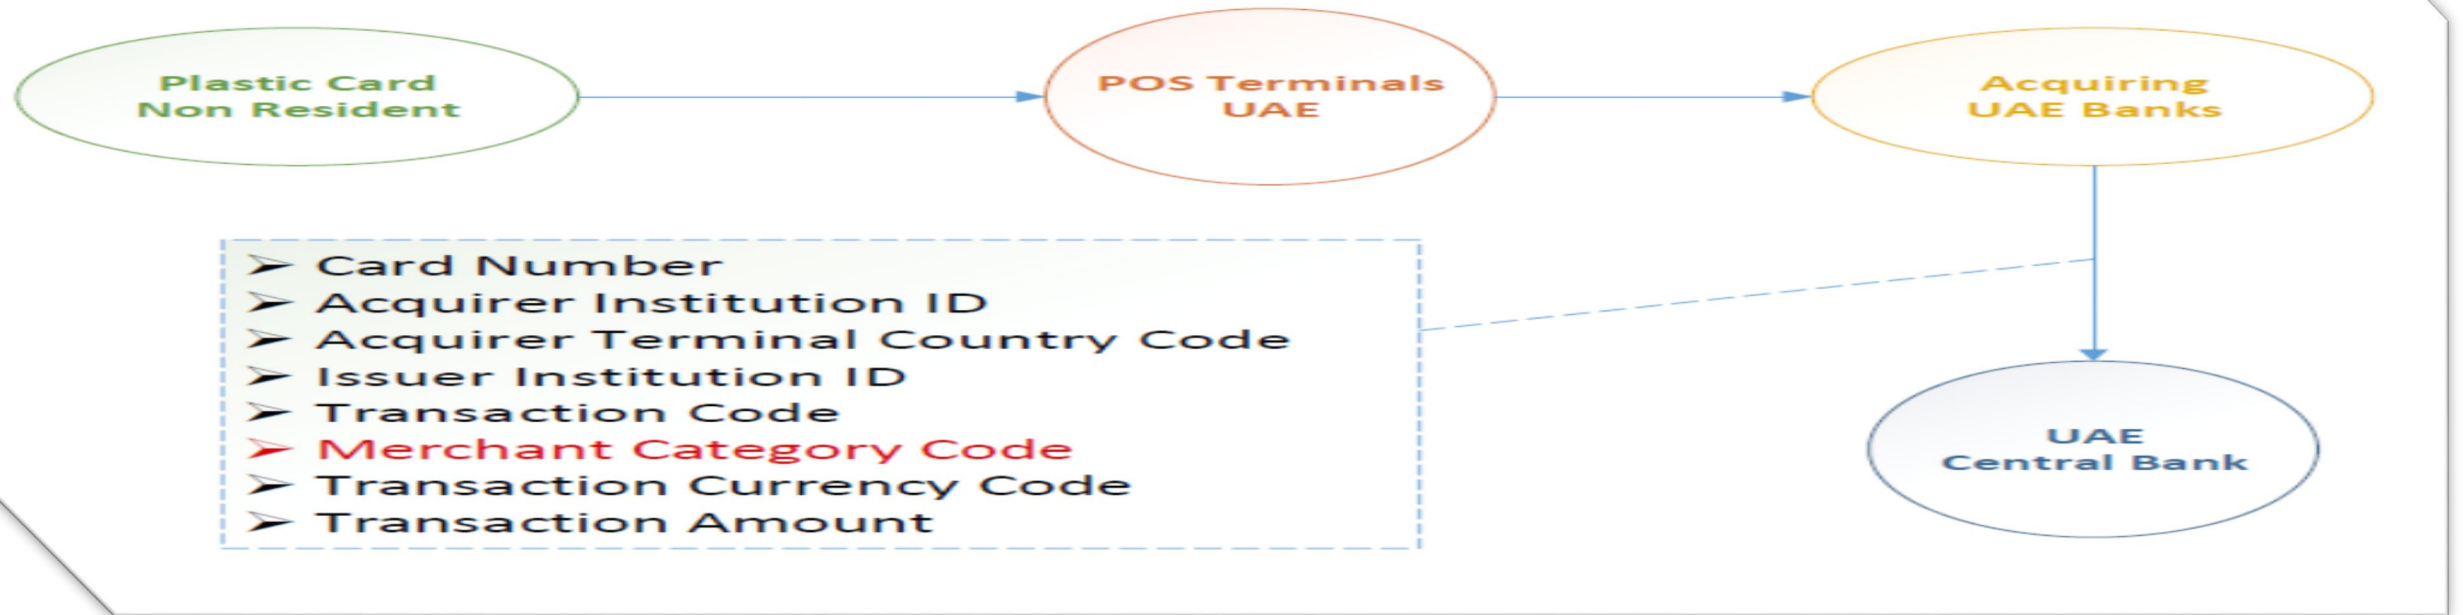 Plastic Card
Non Resident
POS Terminals
UAE
Acquiring
UAE Banks
Card Number
Acquirer Institution ID
Acquirer Terminal Country Code
Issuer Institution ID
Transaction Code
Merchant Category Code
Transaction Currency Code
Transaction Amount
UAE
Central Bank